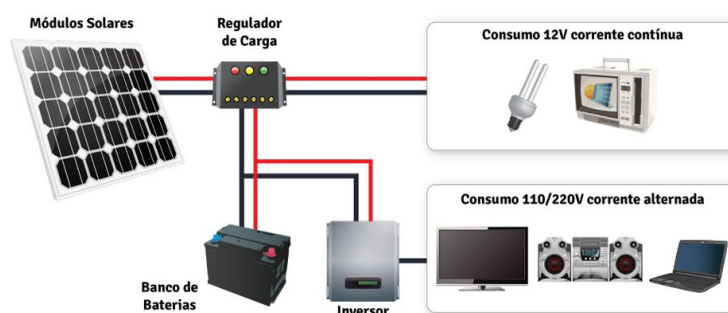 Módulos Solares
Regulador
de Carga
Consumo 12V corrente contínua
Consumo 110/220V corrente alternada
Banco de
Baterias
Inversor